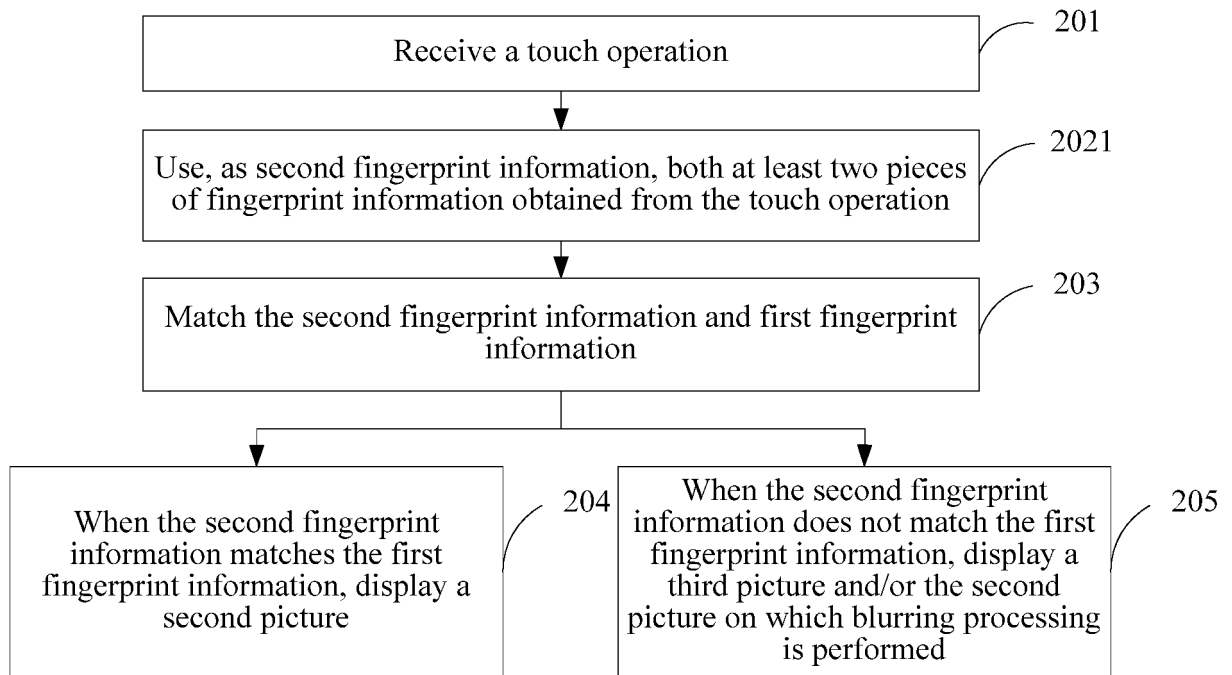 201
Receive a touch operation
2021
Use, as second fingerprint information, both at least two pieces
of fingerprint information obtained from the touch operation
203
Match the second fingerprint information and first fingerprint
information
204
When the second fingerprint
information matches the first
fingerprint information, display a
second picture
205
When the second fingerprint
information does not match the first
fingerprint information, display a
third picture and/or the second
picture on which blurring processing
is performed